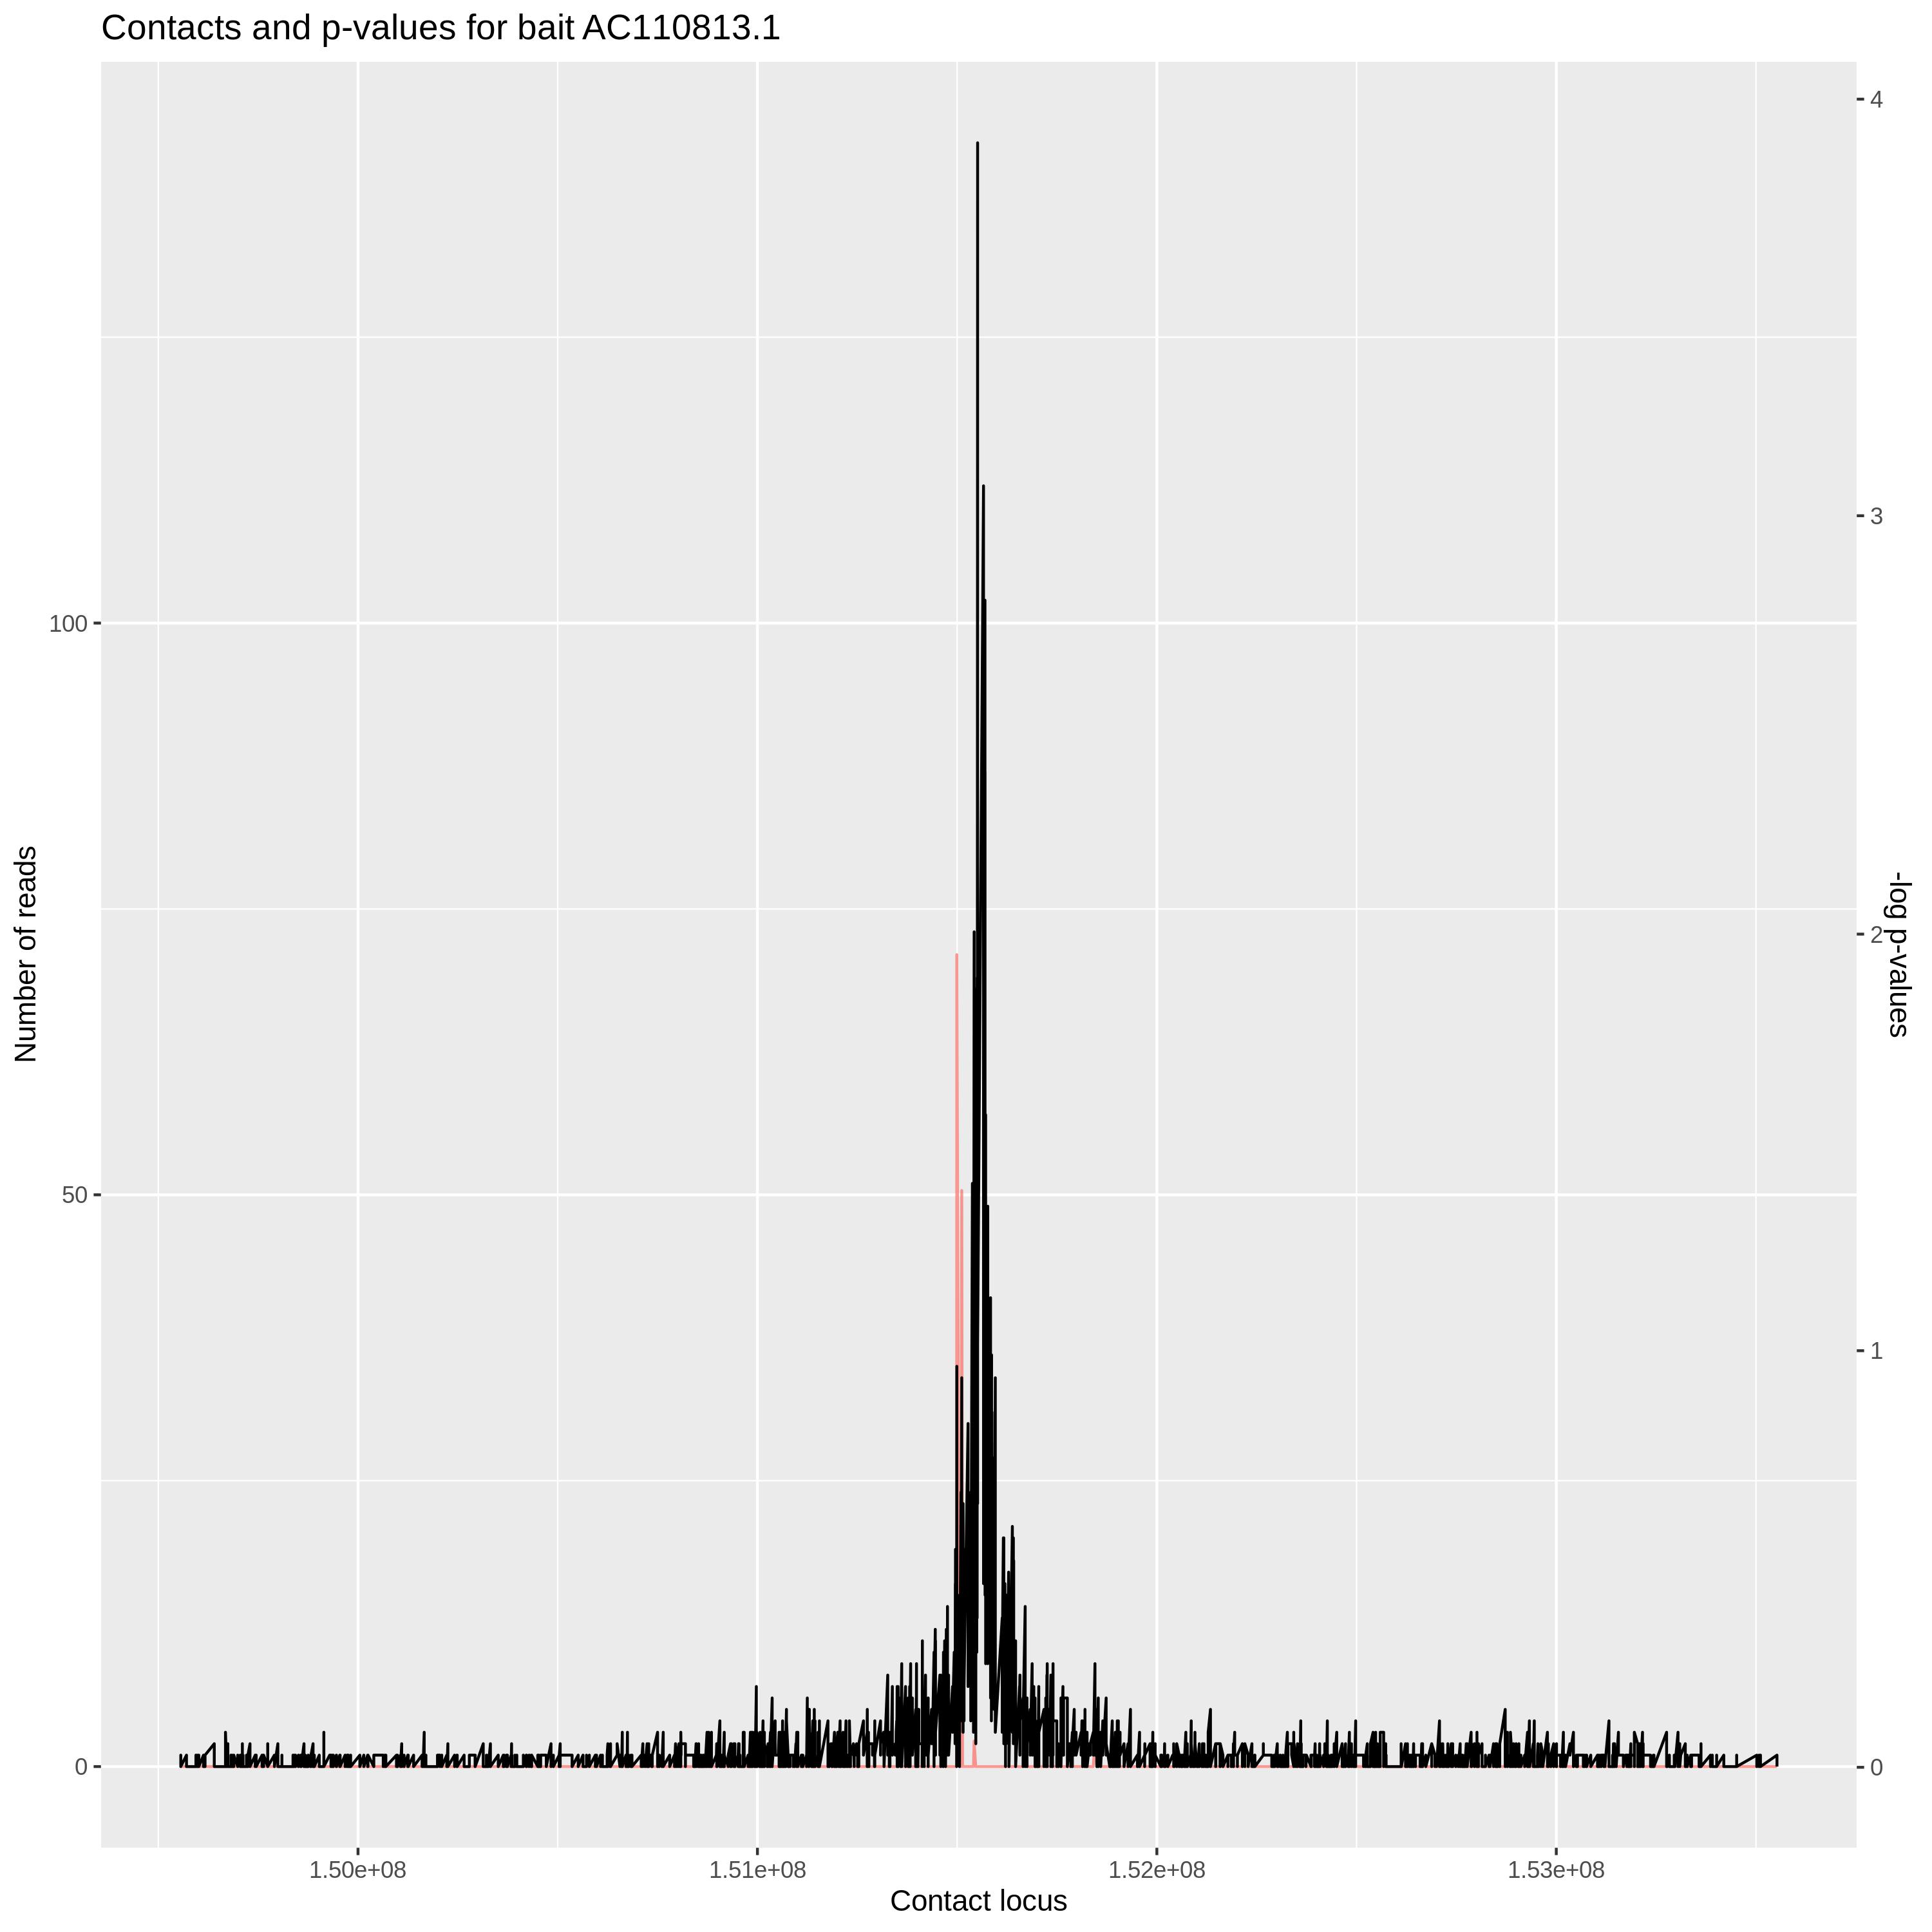 Contacts and p-values for bait AC110813.1
4
3
100
Number of reads
2
-log p-values
50
1
0
0
1.50e+08
1.51e+08
1.52e+08
1.53e+08
Contact locus